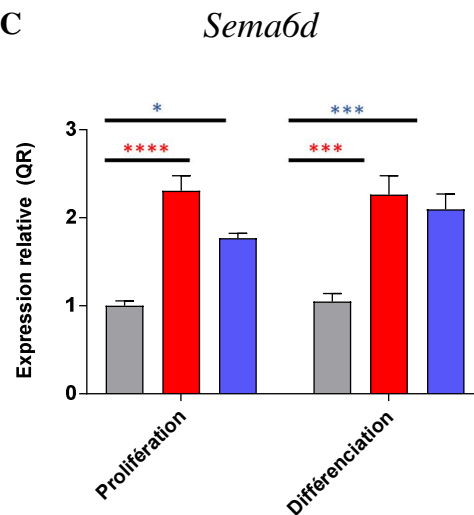 C
Sema6d
* ***
**** ***
Expression relative (QR)
3
2
1
0
Prolifération
Différenciation